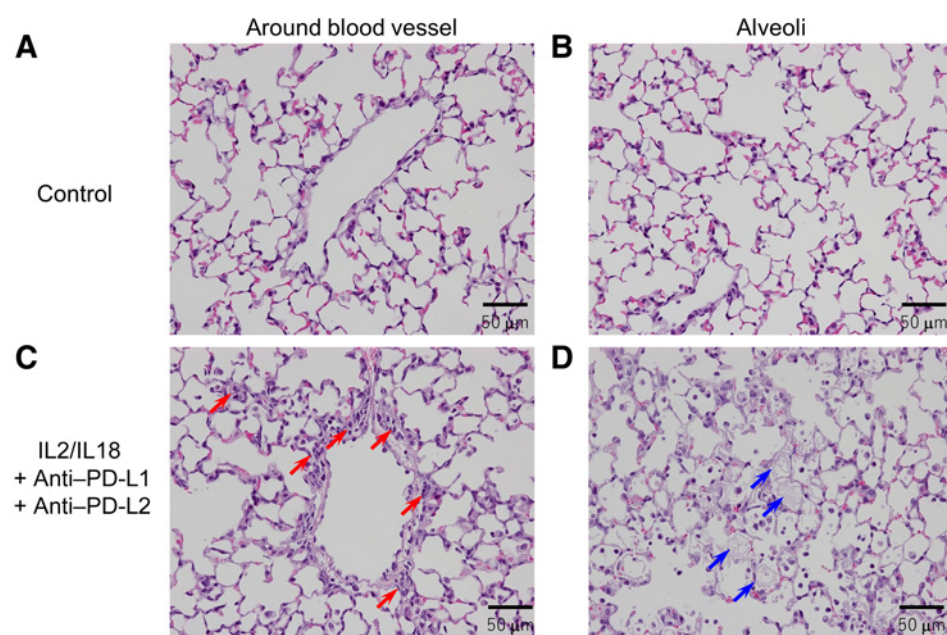 Around blood vessel
Alveoli
A
B
Control
50 μm
50 μm
C
D
IL2/IL18
+ Anti–PD-L1
+ Anti–PD-L2
50 μm
50 μm